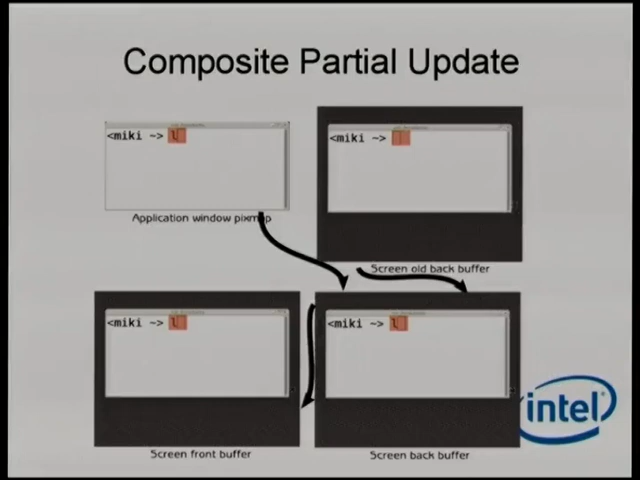 Composite Partial Update
<miki ~> l
<miki ~>
Application window pixmap
Screen old back buffer
<miki ~> l
<miki ~> l
intel
Screen front buffer
Screen back buffer